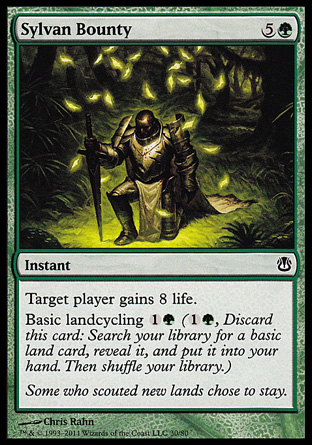 Sylvan Bounty 5
Instant
Target player gains 8 life.
Basic landcycling 1 (1, Discard
this card: Search your library for a basic
land card, reveal it, and put it into your
hand. Then shuffle your library.)
Some who scouted new lands chose to stay.
Chris Rahn
™ & © 1993–2011 Wizards of the Coast LLC 30/80